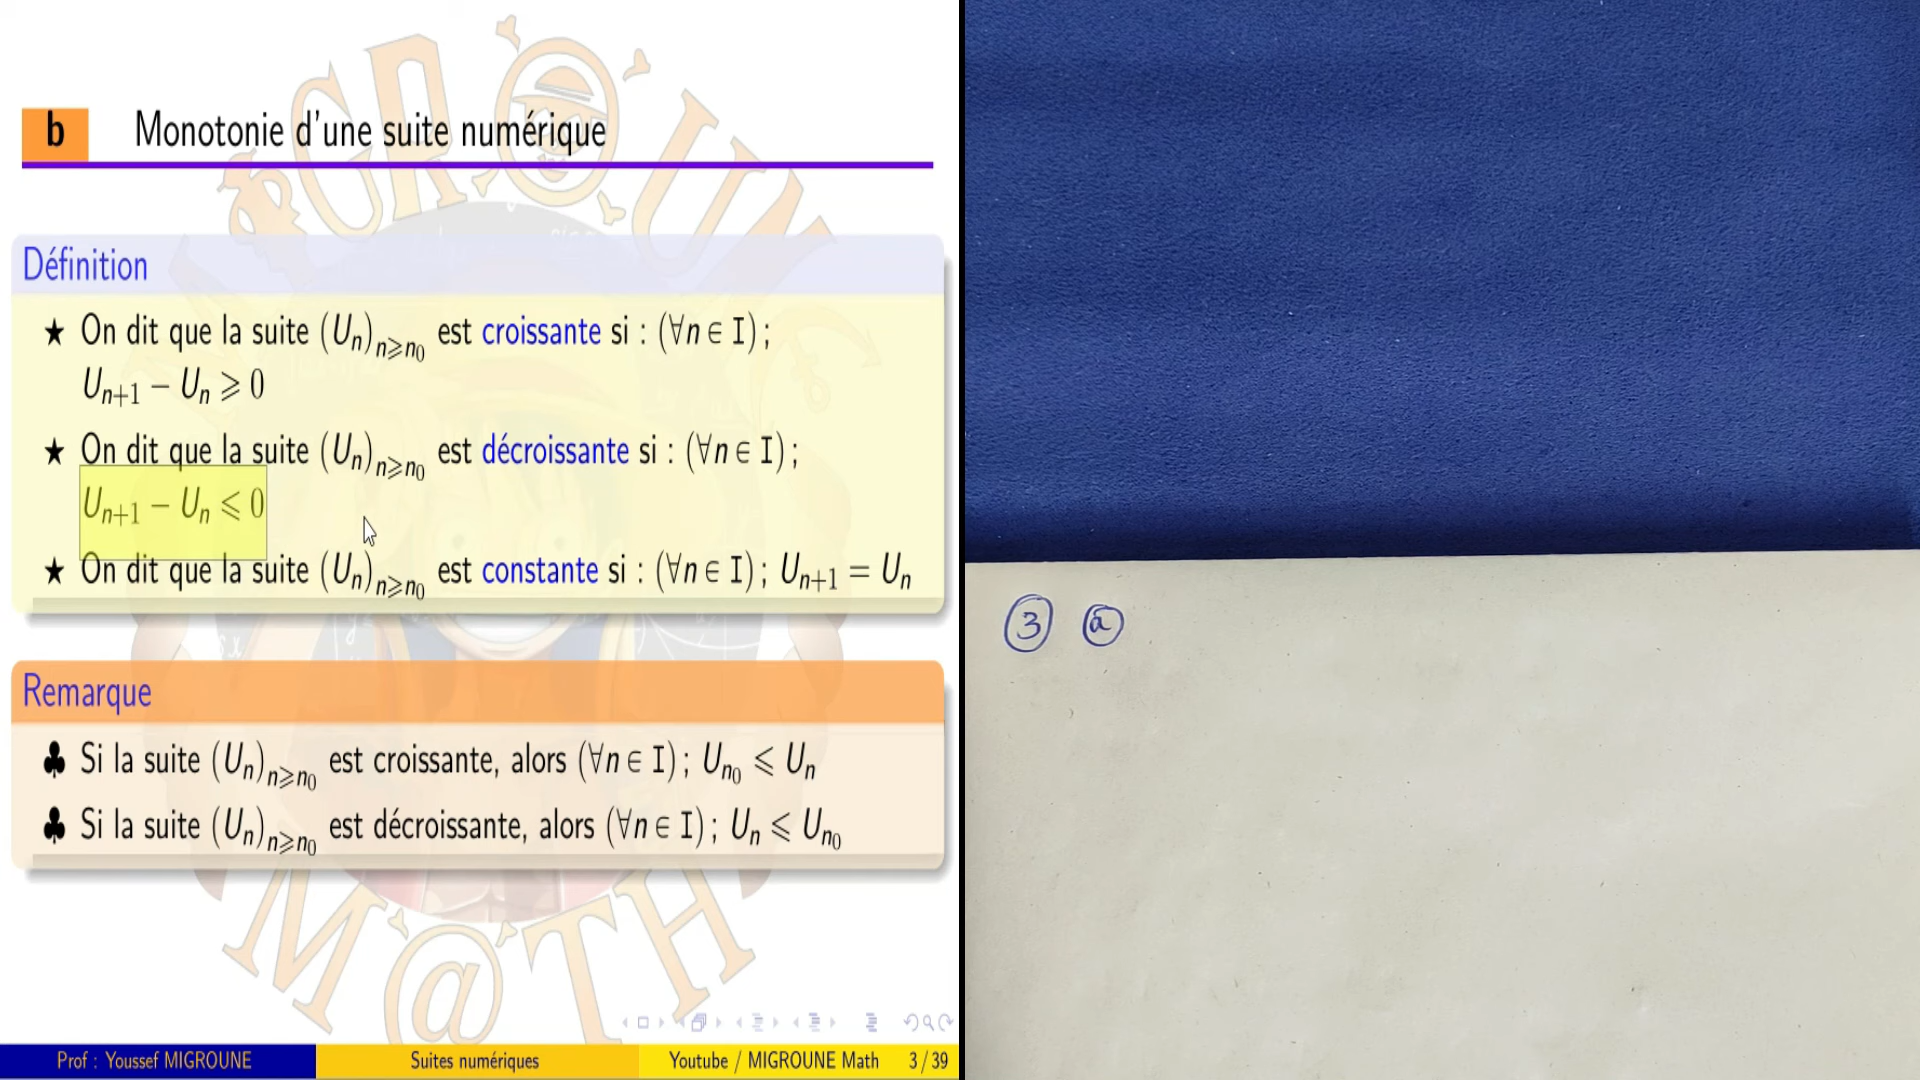 b Monotonie d'une suite numérique
Définition
★ On dit que la suite (Uₙ)ₙ⩾ₙ₀ est croissante si : (∀n ∈ I) ;
Uₙ₊₁ − Uₙ ⩾ 0
★ On dit que la suite (Uₙ)ₙ⩾ₙ₀ est décroissante si : (∀n ∈ I) ;
Uₙ₊₁ − Uₙ ⩽ 0
★ On dit que la suite (Uₙ)ₙ⩾ₙ₀ est constante si : (∀n ∈ I) ; Uₙ₊₁ = Uₙ
Remarque
♣ Si la suite (Uₙ)ₙ⩾ₙ₀ est croissante, alors (∀n ∈ I) ; Uₙ₀ ⩽ Uₙ
♣ Si la suite (Uₙ)ₙ⩾ₙ₀ est décroissante, alors (∀n ∈ I) ; Uₙ ⩽ Uₙ₀
MIGROUNE
M@TH
Prof : Youssef MIGROUNE Suites numériques Youtube / MIGROUNE Math 3 / 39
3 a